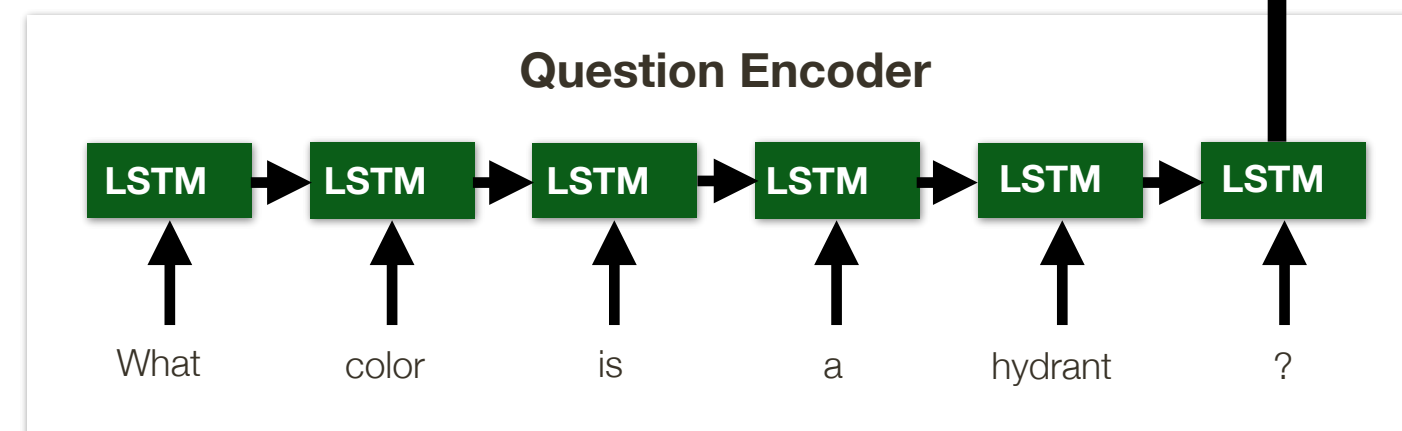 Question Encoder
LSTM LSTM LSTM LSTM LSTM LSTM
What color is a hydrant ?